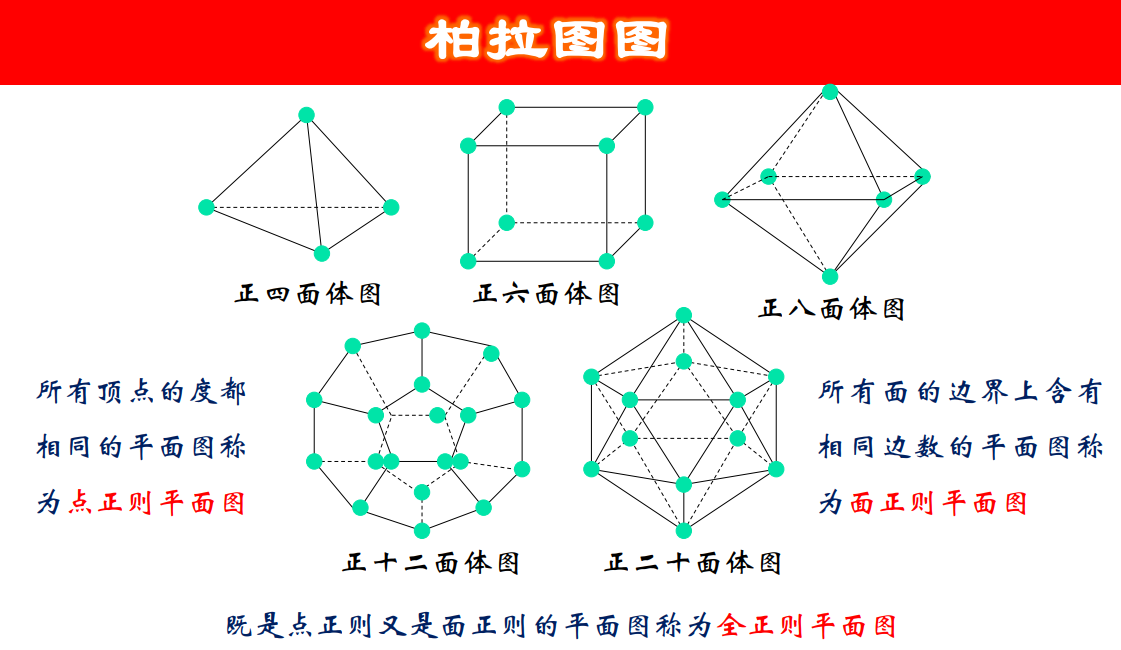 柏拉图图
正四面体图
正六面体图
正八面体图
所有顶点的度都
相同的平面图称
为点正则平面图
所有面的边界上含有
相同边数的平面图称
为面正则平面图
正十二面体图
正二十面体图
既是点正则又是面正则的平面图称为全正则平面图